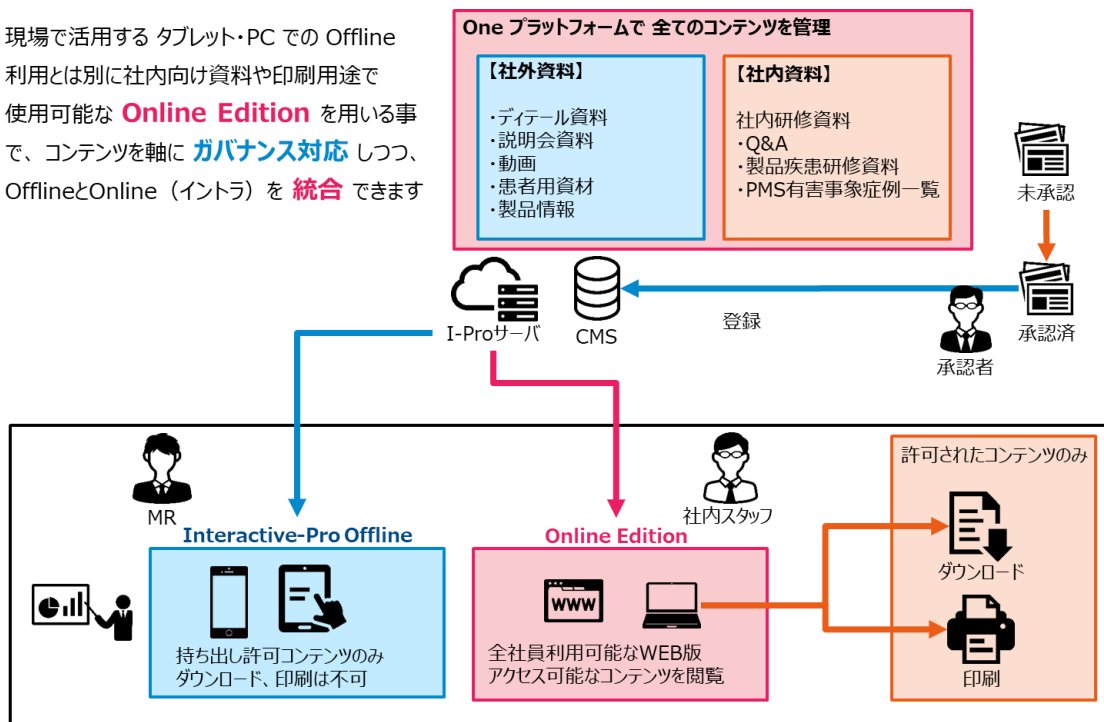 現場で活用する タブレット・PC での Offline
利用とは別に社内向け資料や印刷用途で
使用可能な Online Edition を用いる事
で、コンテンツを軸に ガバナンス対応 しつつ、
OfflineとOnline（イントラ）を 統合 できます
One プラットフォームで 全てのコンテンツを管理
【社外資料】
・ディテール資料
・説明会資料
・動画
・患者用資材
・製品情報
【社内資料】
社内研修資料
・Q&A
・製品疾患研修資料
・PMS有害事象症例一覧
未承認
承認済
承認者
登録
I-Proサーバ
CMS
MR
Interactive-Pro Offline
持ち出し許可コンテンツのみ
ダウンロード、印刷は不可
社内スタッフ
Online Edition
WWW
全社員利用可能なWEB版
アクセス可能なコンテンツを閲覧
許可されたコンテンツのみ
ダウンロード
印刷